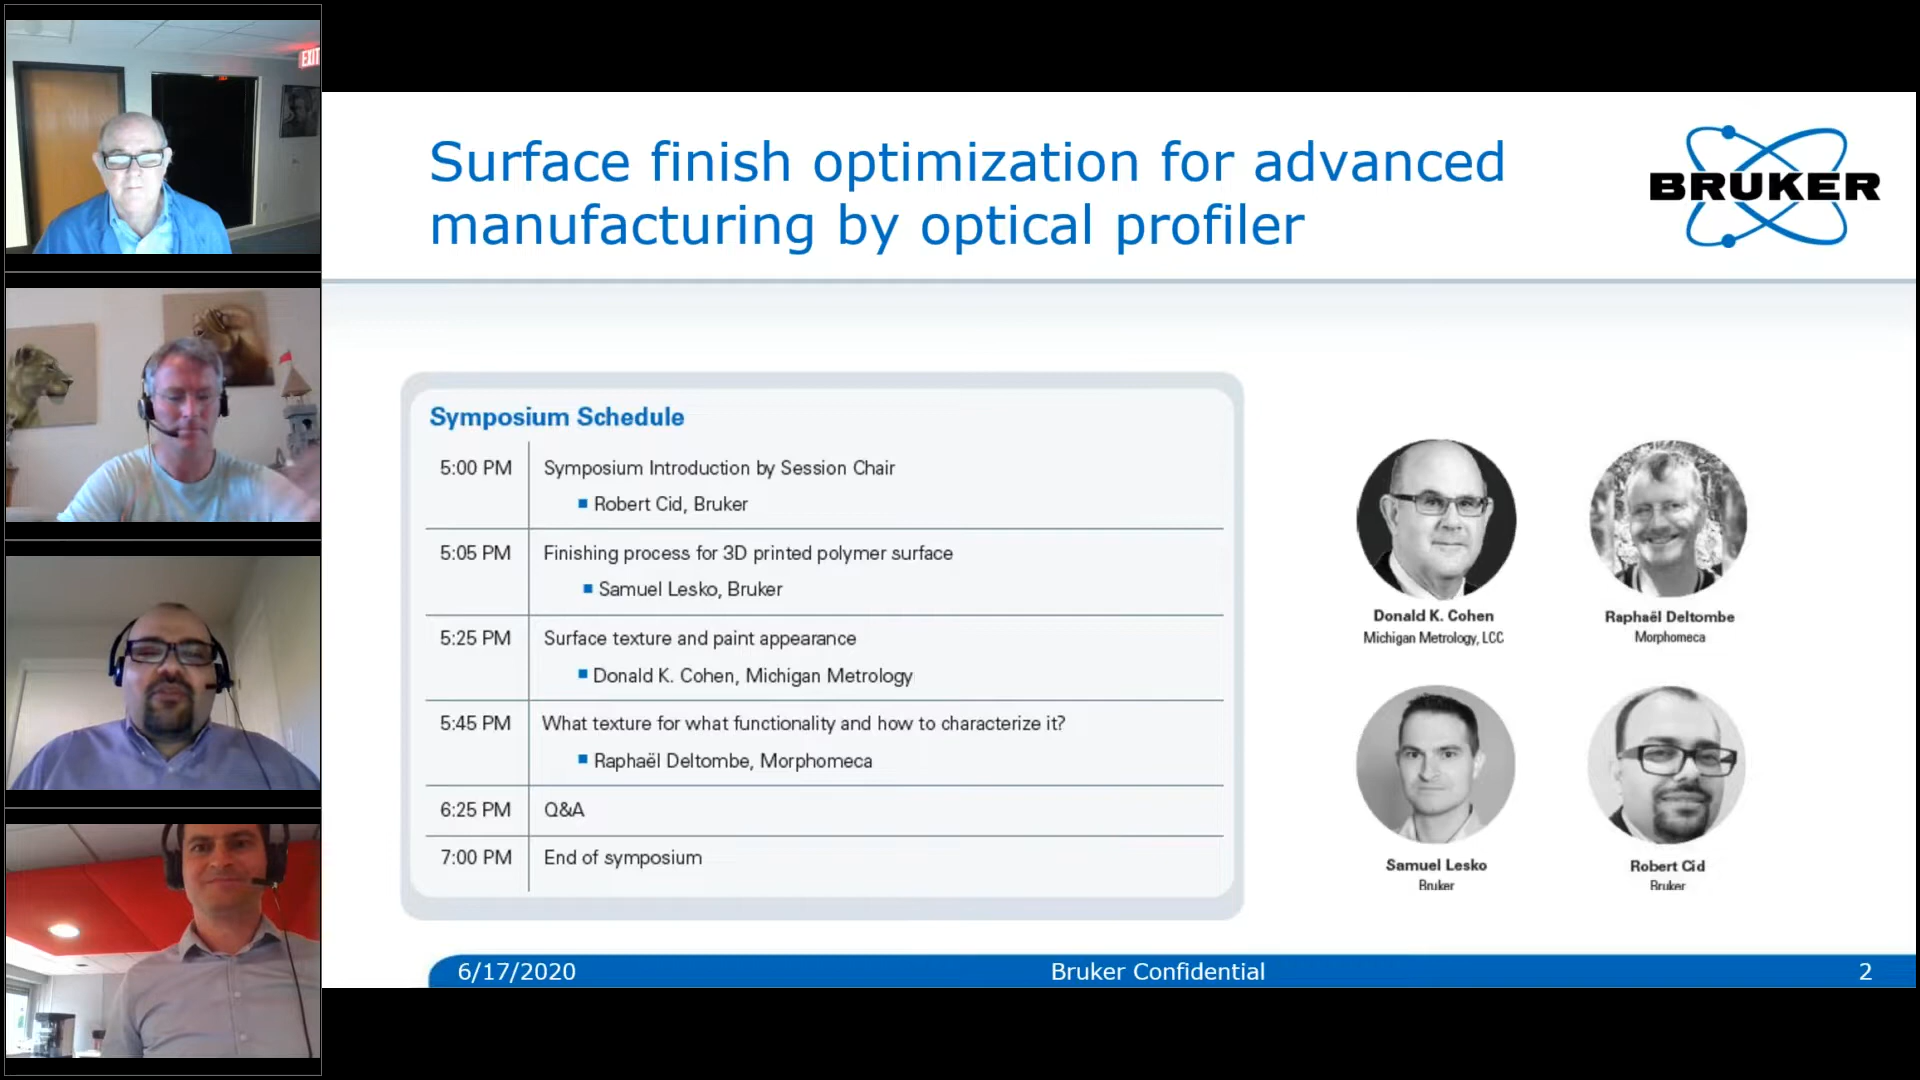 EXIT
Surface finish optimization for advanced
manufacturing by optical profiler
BRUKER
Symposium Schedule
5:00 PM Symposium Introduction by Session Chair
Robert Cid, Bruker
5:05 PM Finishing process for 3D printed polymer surface
Samuel Lesko, Bruker
5:25 PM Surface texture and paint appearance
Donald K. Cohen, Michigan Metrology
5:45 PM What texture for what functionality and how to characterize it?
Raphaël Deltombe, Morphomeca
6:25 PM Q&A
7:00 PM End of symposium
Donald K. Cohen
Michigan Metrology, LCC
Raphaël Deltombe
Morphomeca
Samuel Lesko
Bruker
Robert Cid
Bruker
6/17/2020 Bruker Confidential 2